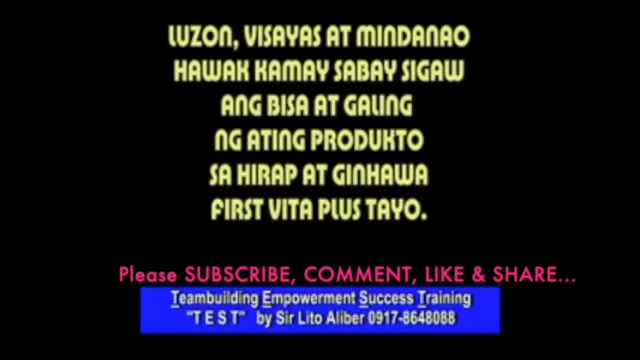 LUZON, VISAYAS AT MINDANAO
HAWAK KAMAY SABAY SIGAW
ANG BISA AT GALING
NG ATING PRODUKTO
SA HIRAP AT GINHAWA
FIRST VITA PLUS TAYO.
Please SUBSCRIBE, COMMENT, LIKE & SHARE...
Teambuilding Empowerment Success Training
"T E S T" by Sir Lito Aliber 0917-8648088